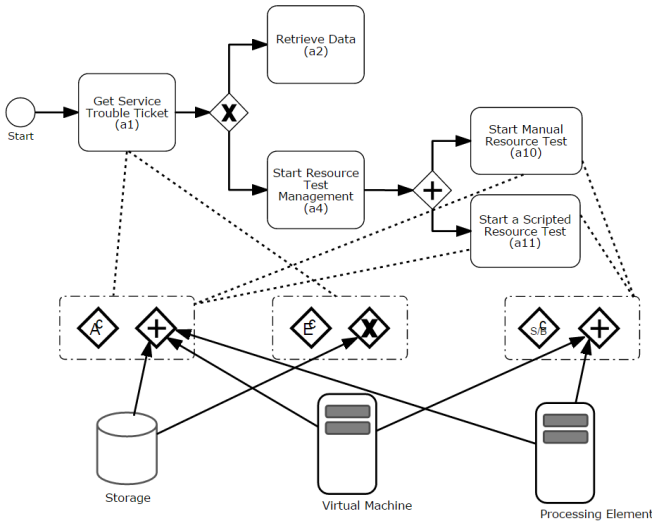 Retrieve Data
(a2)
Get Service
Trouble Ticket
(a1)
X
Start
Start Manual
Resource Test
(a10)
Start Resource
Test
Management
(a4)
+
Start a Scripted
Resource Test
(a11)
A c
+
E c
X
S/B c
+
Storage
Virtual Machine
Processing Element